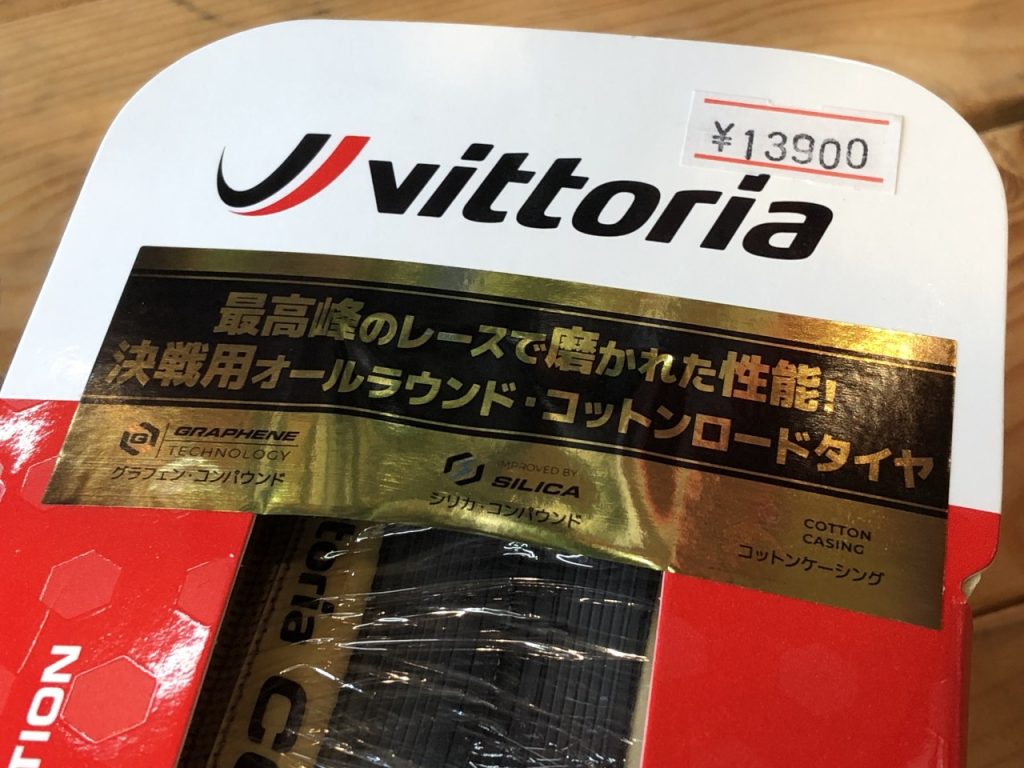 ¥13900
vittoria
最高峰のレースで磨かれた性能!
決戦用オールラウンド・コットンロードタイヤ
GRAPHENE
TECHNOLOGY
グラフェン・コンパウンド
IMPROVED BY
SILICA
シリカ・コンパウンド
COTTON
CASING
コットンケーシング
toria Co
TION